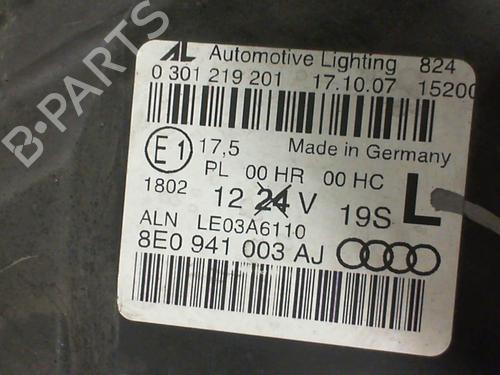 AL Automotive Lighting 824
0 301 219 201 17.10.07 15200
E1 17,5 Made in Germany
PL 00 HR 00 HC
1802 12 24 V 19S L
ALN LE03A6110
8E0 941 003 AJ
B-PARTS